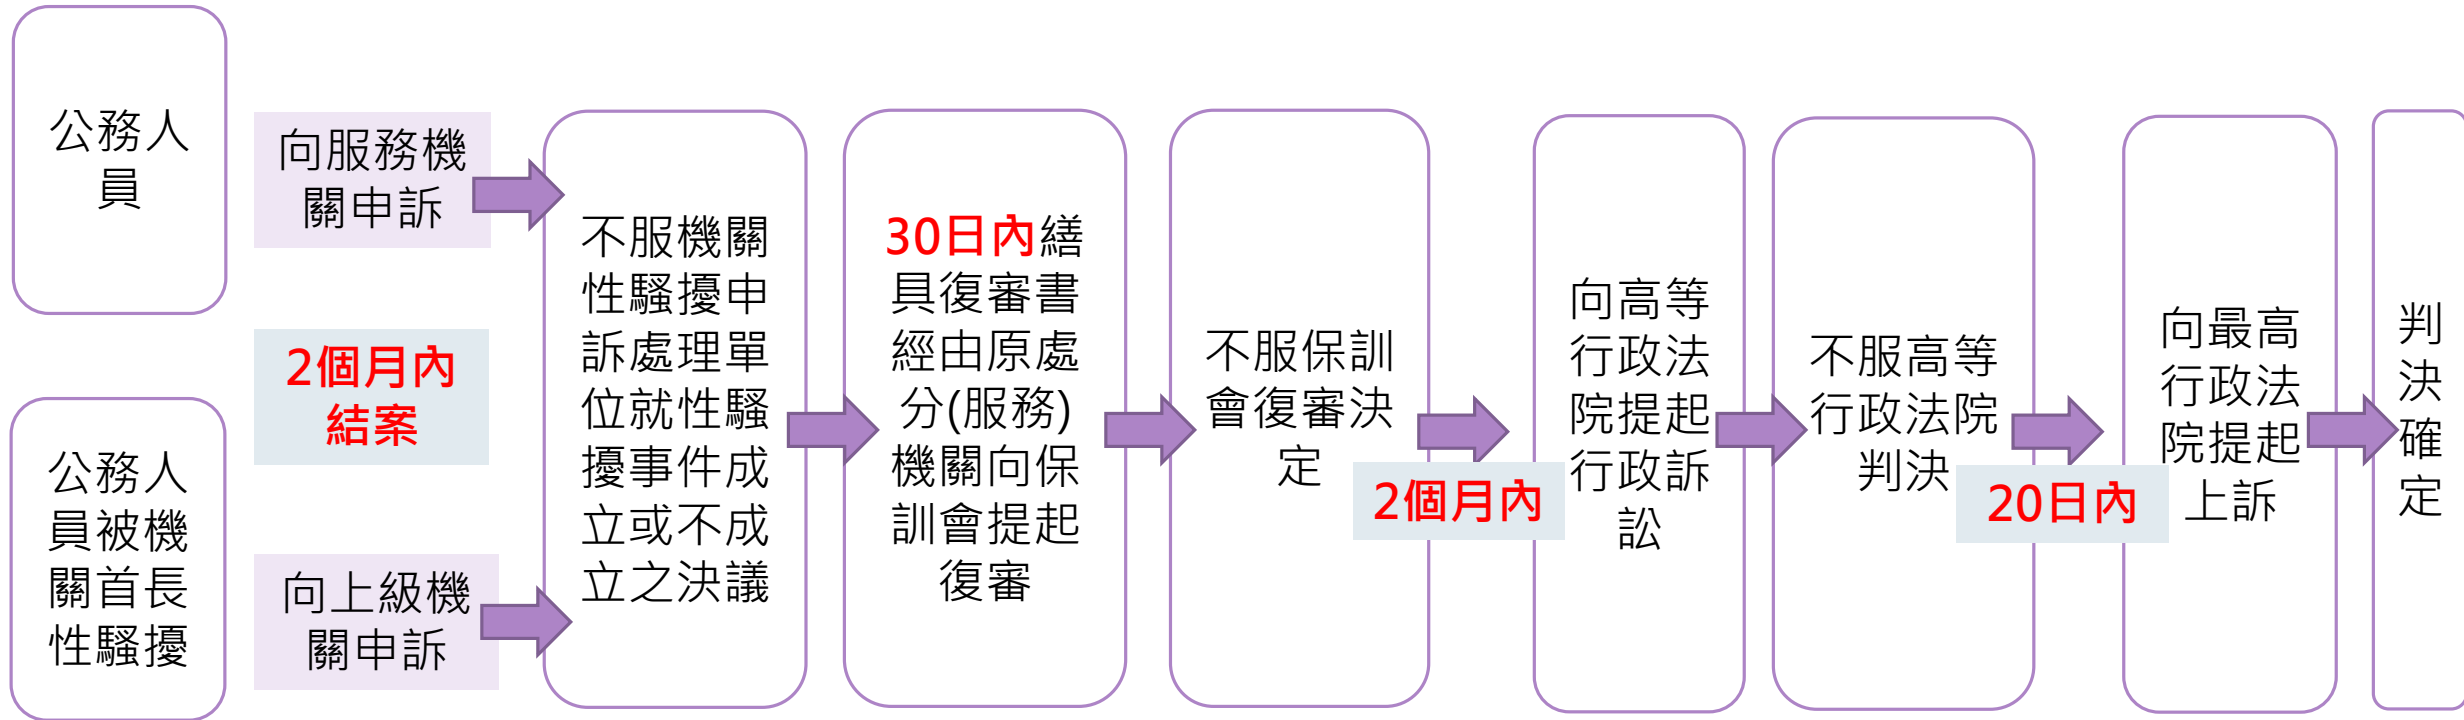 公務人
員
向服務機
關申訴
2個月內
結案
公務人
員被機
關首長
性騷擾
向上級機
關申訴
不服機關
性騷擾申
訴處理單
位就性騷
擾事件成
立或不成
立之決議
30日內繕
具復審書
經由原處
分(服務)
機關向保
訓會提起
復審
不服保訓
會復審決
定
2個月內
向高等
行政法
院提起
行政訴
訟
不服高等
行政法院
判決
20日內
向最高
行政法
院提起
上訴
判
決
確
定